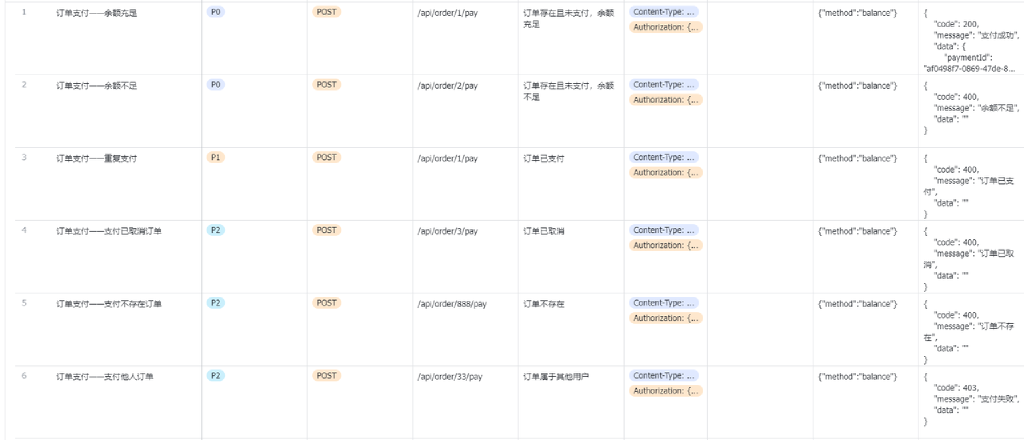 1 订单支付——余额充足 P0 POST /api/order/1/pay 订单存在且未支付，余额充足 Content-Type: ... {"method":"balance"} {
Authorization: {...
"code": 200,
"message": "支付成功",
"data": {
"paymentId":
"af0498f7-0869-47de-8...
2 订单支付——余额不足 P0 POST /api/order/2/pay 订单存在且未支付，余额不足 Content-Type: ... {"method":"balance"} {
Authorization: {...
"code": 400,
"message": "余额不足",
"data": ""
}
3 订单支付——重复支付 P1 POST /api/order/1/pay 订单已支付 Content-Type: ... {"method":"balance"} {
Authorization: {...
"code": 400,
"message": "订单已支
付",
"data": ""
}
4 订单支付——支付已取消订单 P2 POST /api/order/3/pay 订单已取消 Content-Type: ... {"method":"balance"} {
Authorization: {...
"code": 400,
"message": "订单已取
消",
"data": ""
}
5 订单支付——支付不存在订单 P2 POST /api/order/888/pay 订单不存在 Content-Type: ... {"method":"balance"} {
Authorization: {...
"code": 400,
"message": "订单不存
在",
"data": ""
}
6 订单支付——支付他人订单 P2 POST /api/order/33/pay 订单属于其他用户 Content-Type: ... {"method":"balance"} {
Authorization: {...
"code": 403,
"message": "支付失败",
"data": ""
}